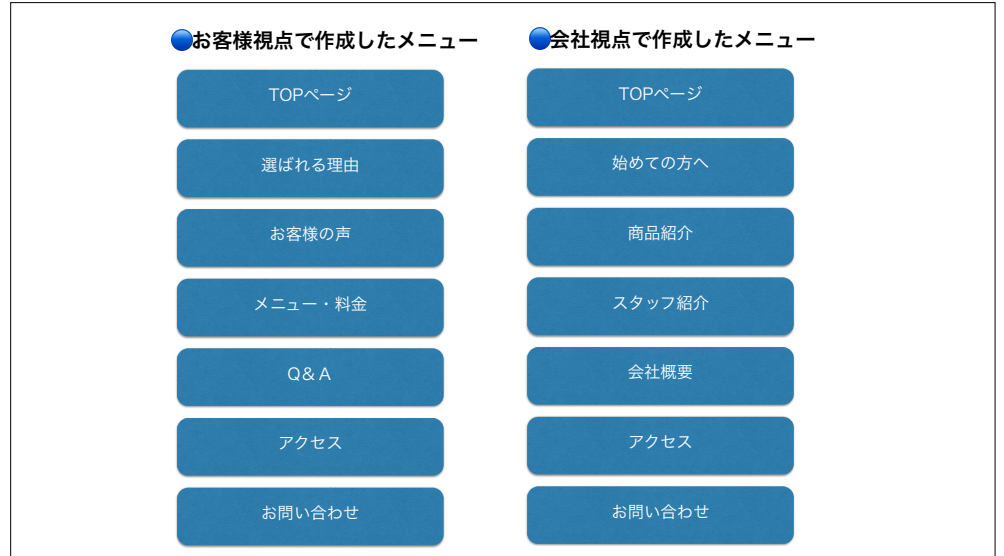 お客様視点で作成したメニュー
TOPページ
選ばれる理由
お客様の声
メニュー・料金
Q&A
アクセス
お問い合わせ
会社視点で作成したメニュー
TOPページ
始めての方へ
商品紹介
スタッフ紹介
会社概要
アクセス
お問い合わせ